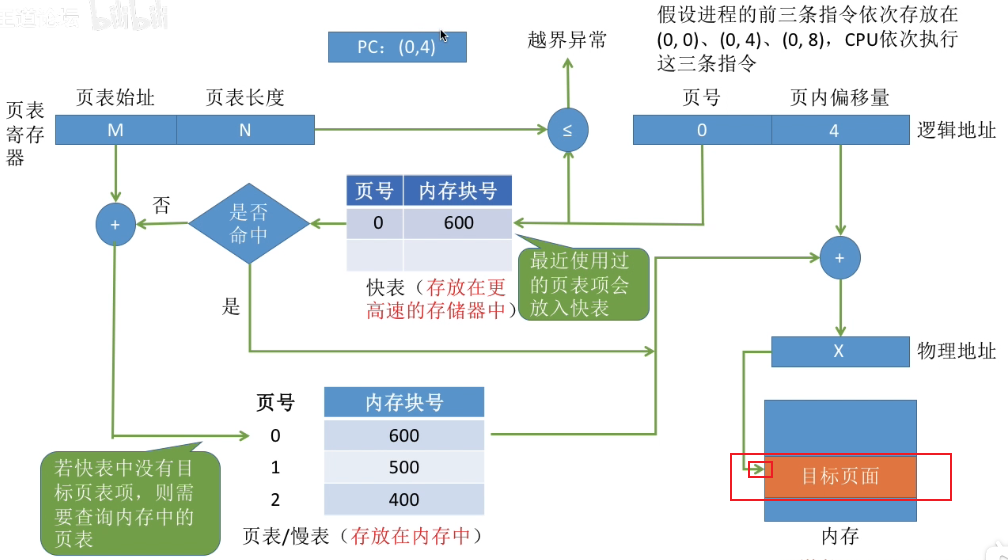 bilibili
PC:(0,4)
越界异常
假设进程的前三条指令依次存放在
(0, 0)、(0, 4)、(0, 8),CPU依次执行
这三条指令
页表始址
页表长度
页号
页内偏移量
页表
寄存
器
M
N
≤
0
4
逻辑地址
页号
内存块号
0
600
是否
命中
否
是
+
+
最近使用过
的页表项会
放入快表
快表(存放在更
高速的存储器中)
X
物理地址
页号
内存块号
0
600
1
500
2
400
若快表中没有目
标页表项,则需
要查询内存中的
页表
页表/慢表(存放在内存中)
目标页面
内存